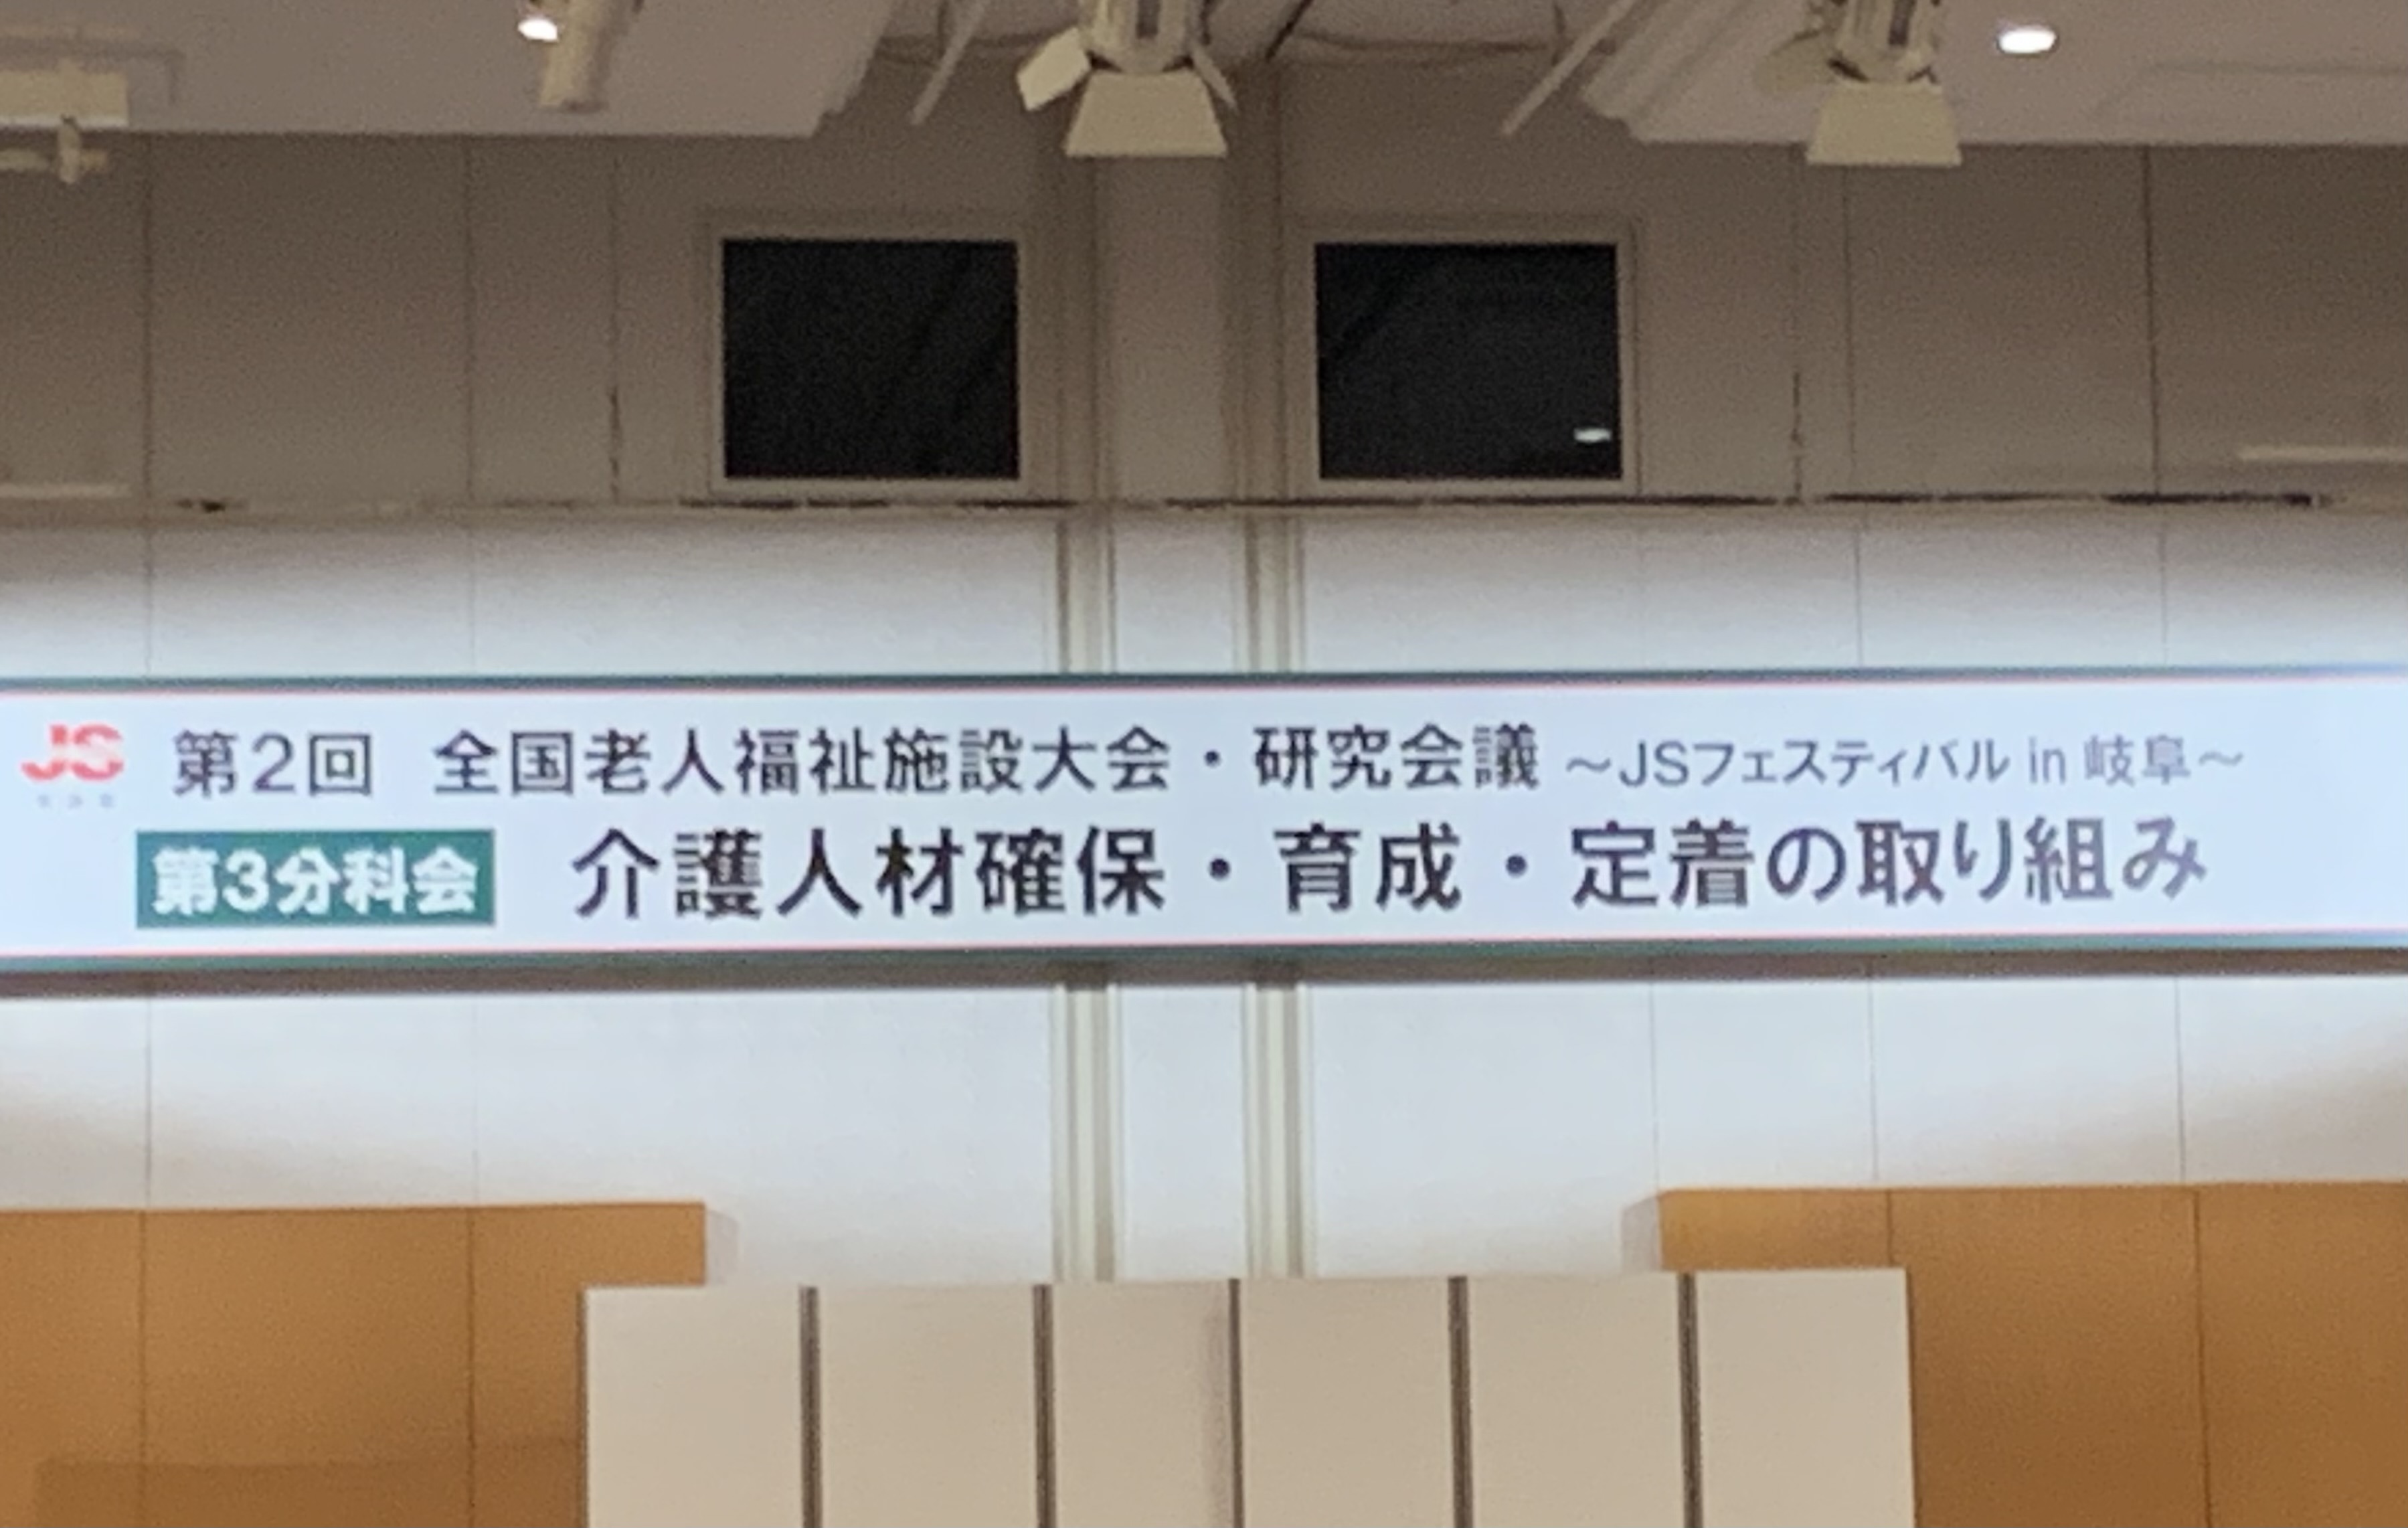 JS 第2回 全国老人福祉施設大会・研究会議 ～JSフェスティバル in 岐阜～
第3分科会 介護人材確保・育成・定着の取り組み